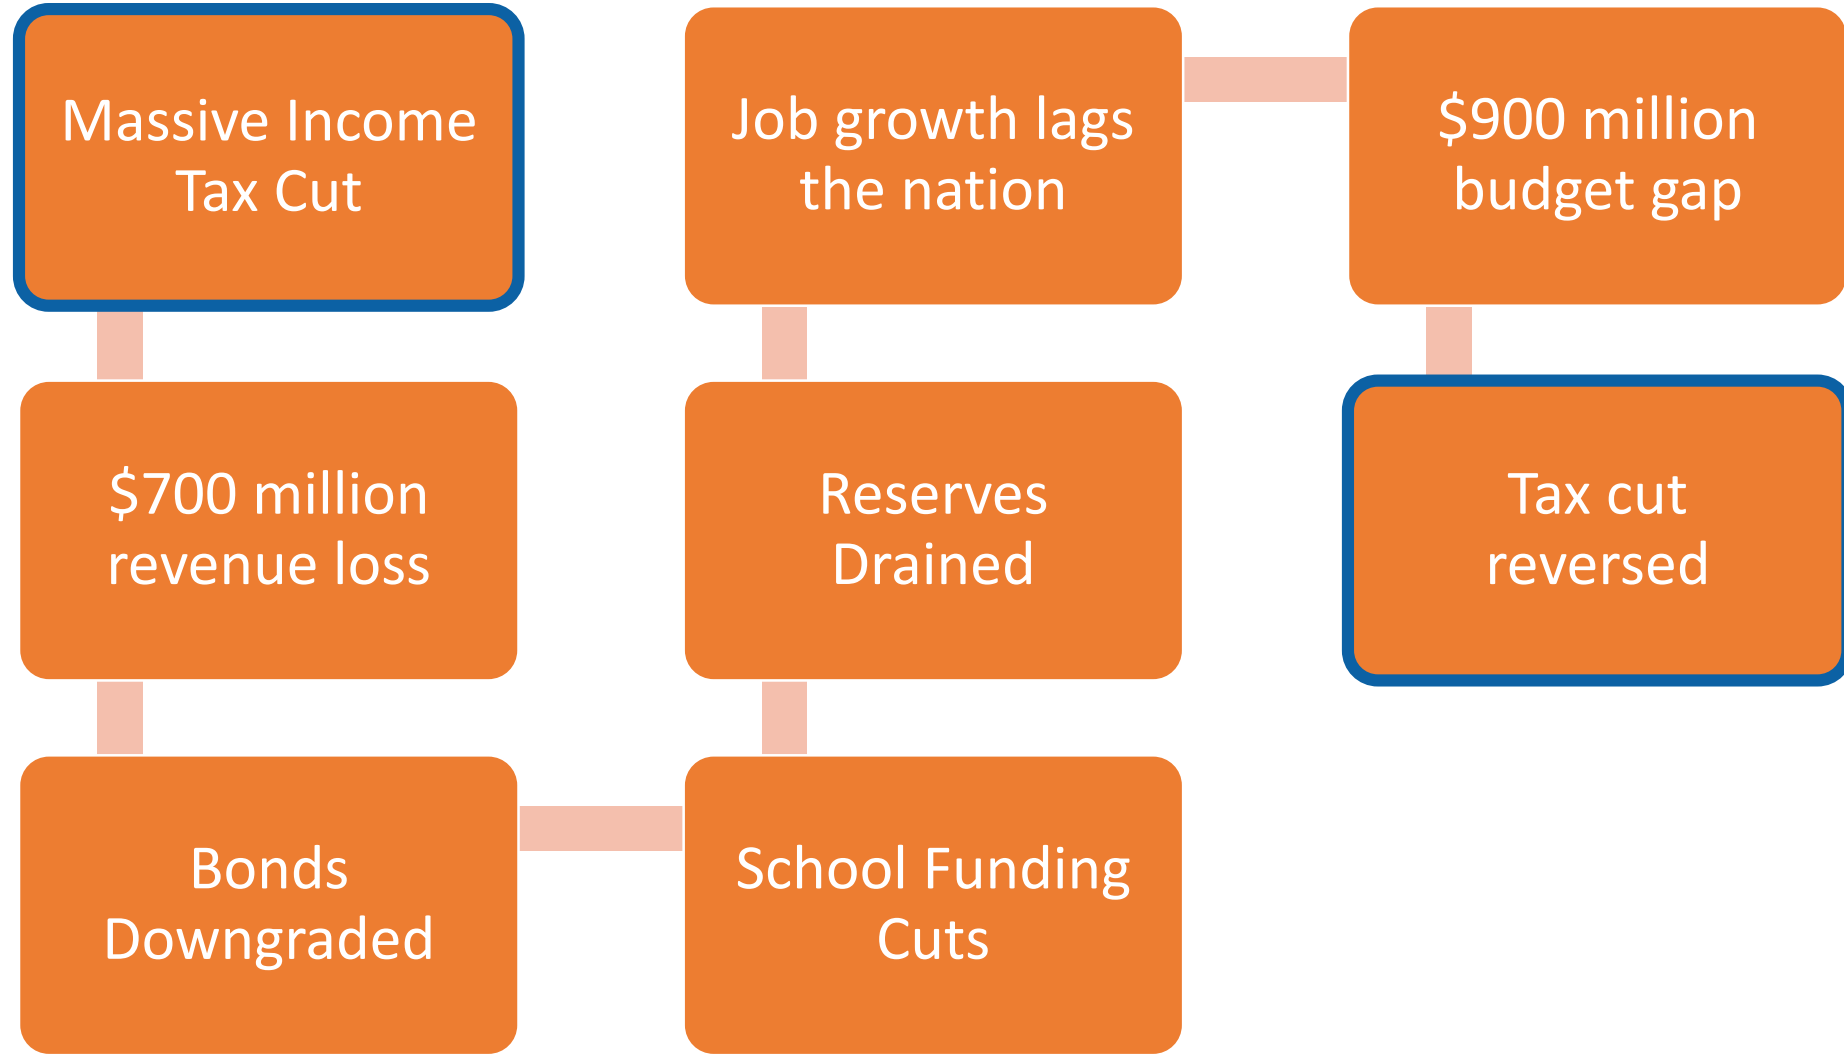 Massive Income
Tax Cut
$700 million
revenue loss
Bonds
Downgraded
School Funding
Cuts
Reserves
Drained
Job growth lags
the nation
$900 million
budget gap
Tax cut
reversed